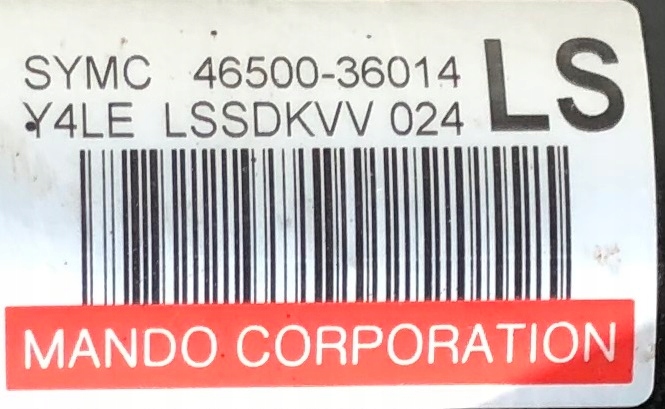 SYMC 46500-36014 LS
Y4LE LSSDKVV 024
MANDO CORPORATION